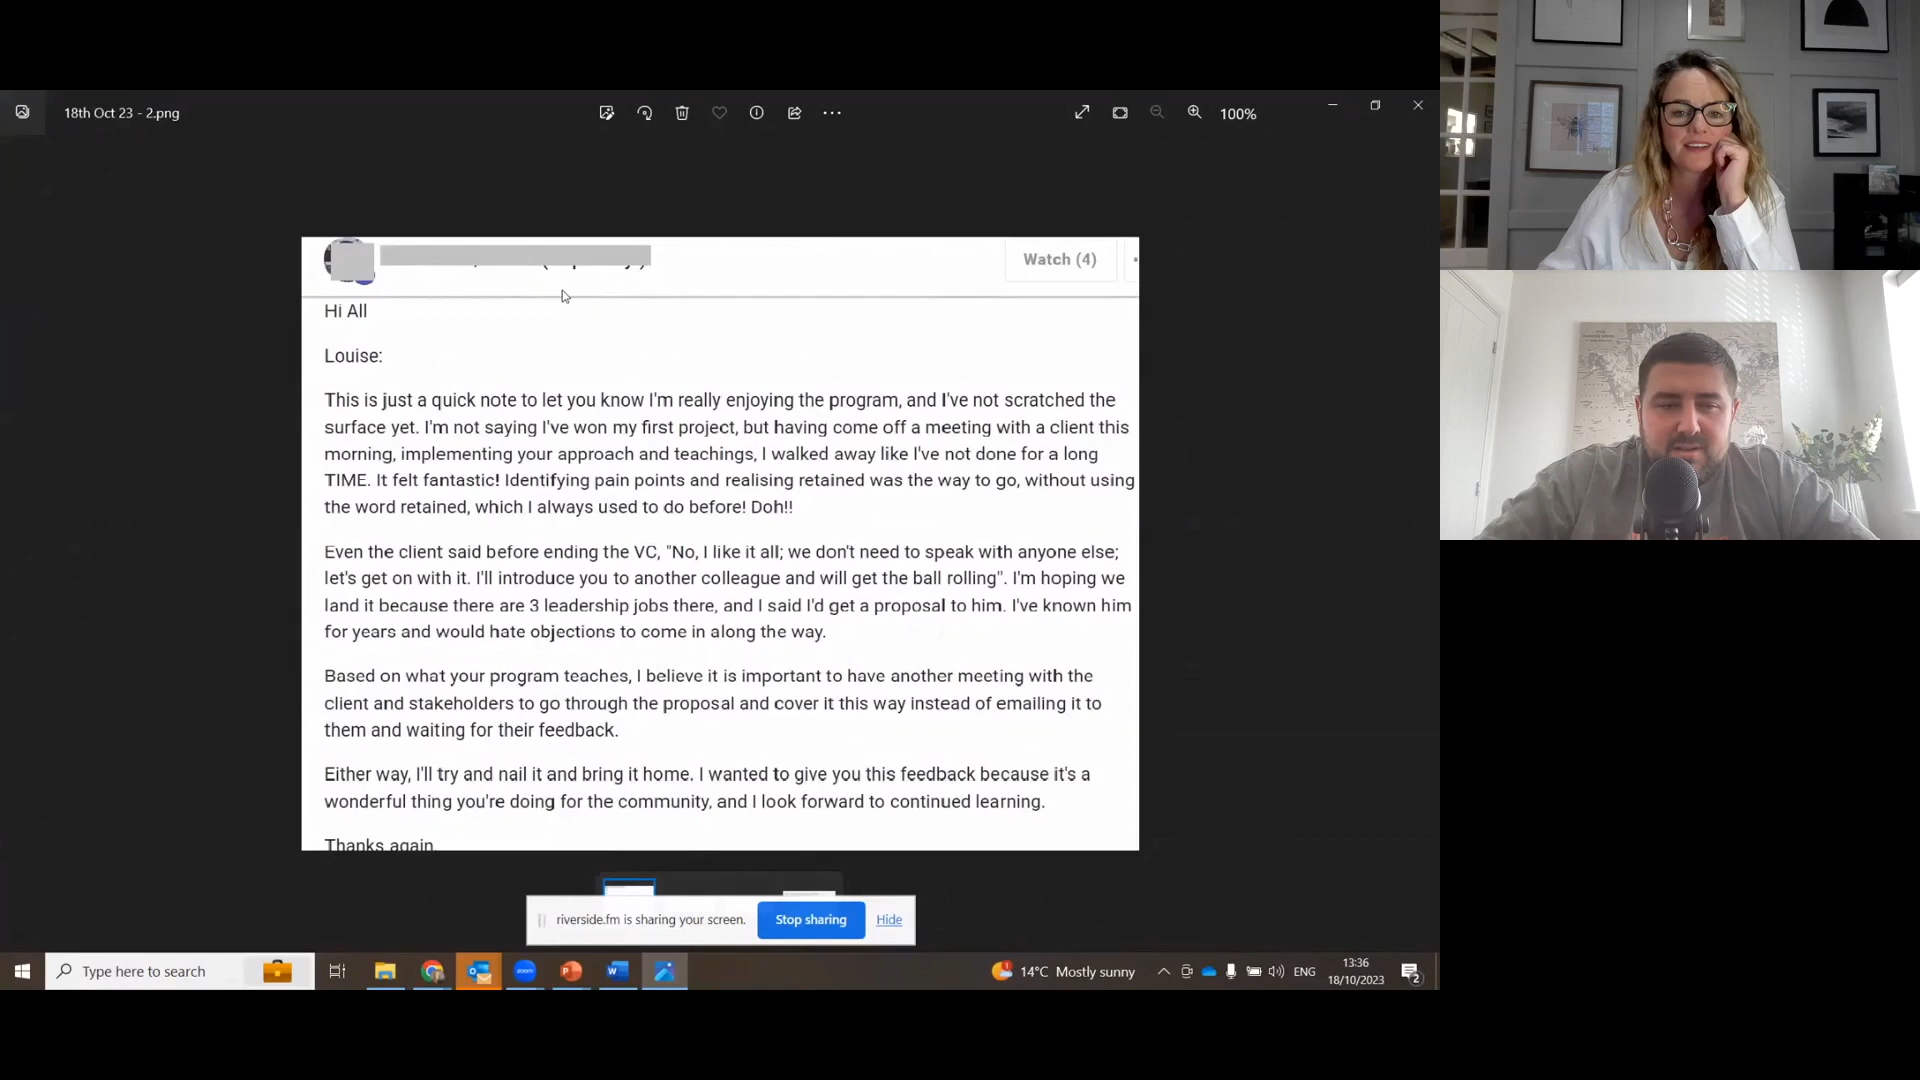 18th Oct 23 - 2.png
100%
Watch (4)
Hi All
Louise:
This is just a quick note to let you know I'm really enjoying the program, and I've not scratched the
surface yet. I'm not saying I've won my first project, but having come off a meeting with a client this
morning, implementing your approach and teachings, I walked away like I've not done for a long
TIME. It felt fantastic! Identifying pain points and realising retained was the way to go, without using
the word retained, which I always used to do before! Doh!!
Even the client said before ending the VC, "No, I like it all; we don't need to speak with anyone else;
let's get on with it. I'll introduce you to another colleague and will get the ball rolling". I'm hoping we
land it because there are 3 leadership jobs there, and I said I'd get a proposal to him. I've known him
for years and would hate objections to come in along the way.
Based on what your program teaches, I believe it is important to have another meeting with the
client and stakeholders to go through the proposal and cover it this way instead of emailing it to
them and waiting for their feedback.
Either way, I'll try and nail it and bring it home. I wanted to give you this feedback because it's a
wonderful thing you're doing for the community, and I look forward to continued learning.
Thanks again,
riverside.fm is sharing your screen.
Stop sharing
Hide
Type here to search
zoom
14°C Mostly sunny
ENG
13:36
18/10/2023
2